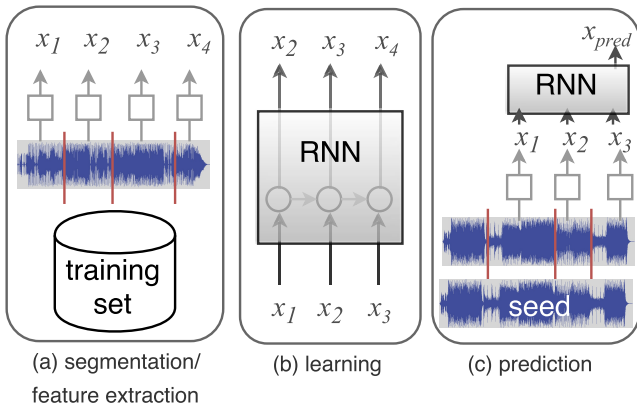 x1 x2 x3 x4
training
set
(a) segmentation/
feature extraction
x2 x3 x4
RNN
x1 x2 x3
(b) learning
xpred
RNN
x1 x2 x3
seed
(c) prediction